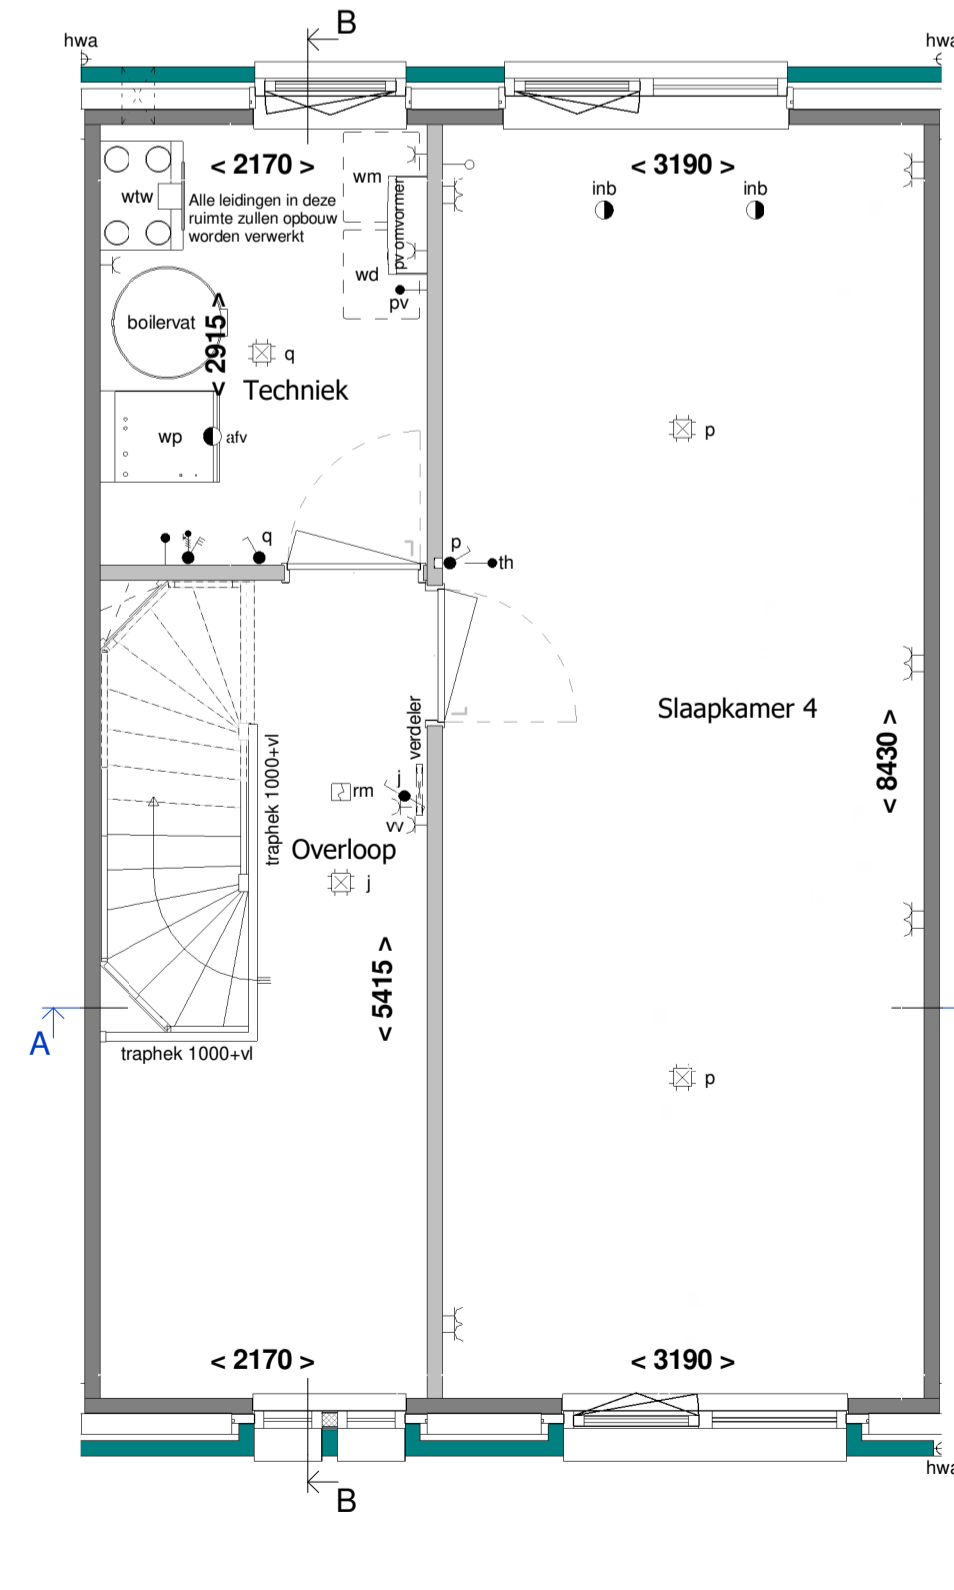 B
hwa
hwa
< 2170 >
< 3190 >
wm
inb
inb
wtw
Alle leidingen in deze
ruimte zullen opbouw
worden verwerkt
pv omvormer
wd
pv
boilervat
< 2915 >
q
Techniek
p
wp
afv
q
p
th
verdeler
Slaapkamer 4
traphek 1000+vl
< 8430 >
j
rm
vv
Overloop
j
< 5415 >
A
traphek 1000+vl
p
< 2170 >
< 3190 >
hwa
B